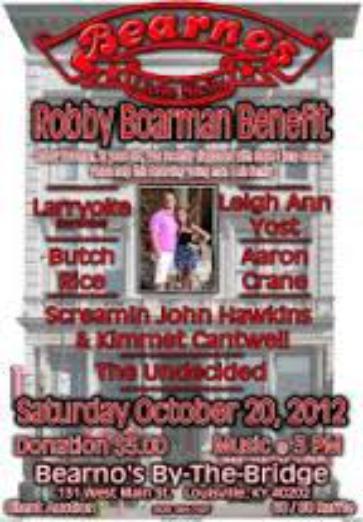 Bearno's
Robby Boarman Benefit
Larryoke
Leigh Ann
Yost
Butch
Rice
Aaron
Crane
Screamin John Hawkins
& Kimmet Cantwell
The Undecided
Saturday October 20, 2012
Donation $5.00 Music @ 3 PM
Bearno's By-The-Bridge
131 West Main St. Louisville, KY 40202
Silent Auction